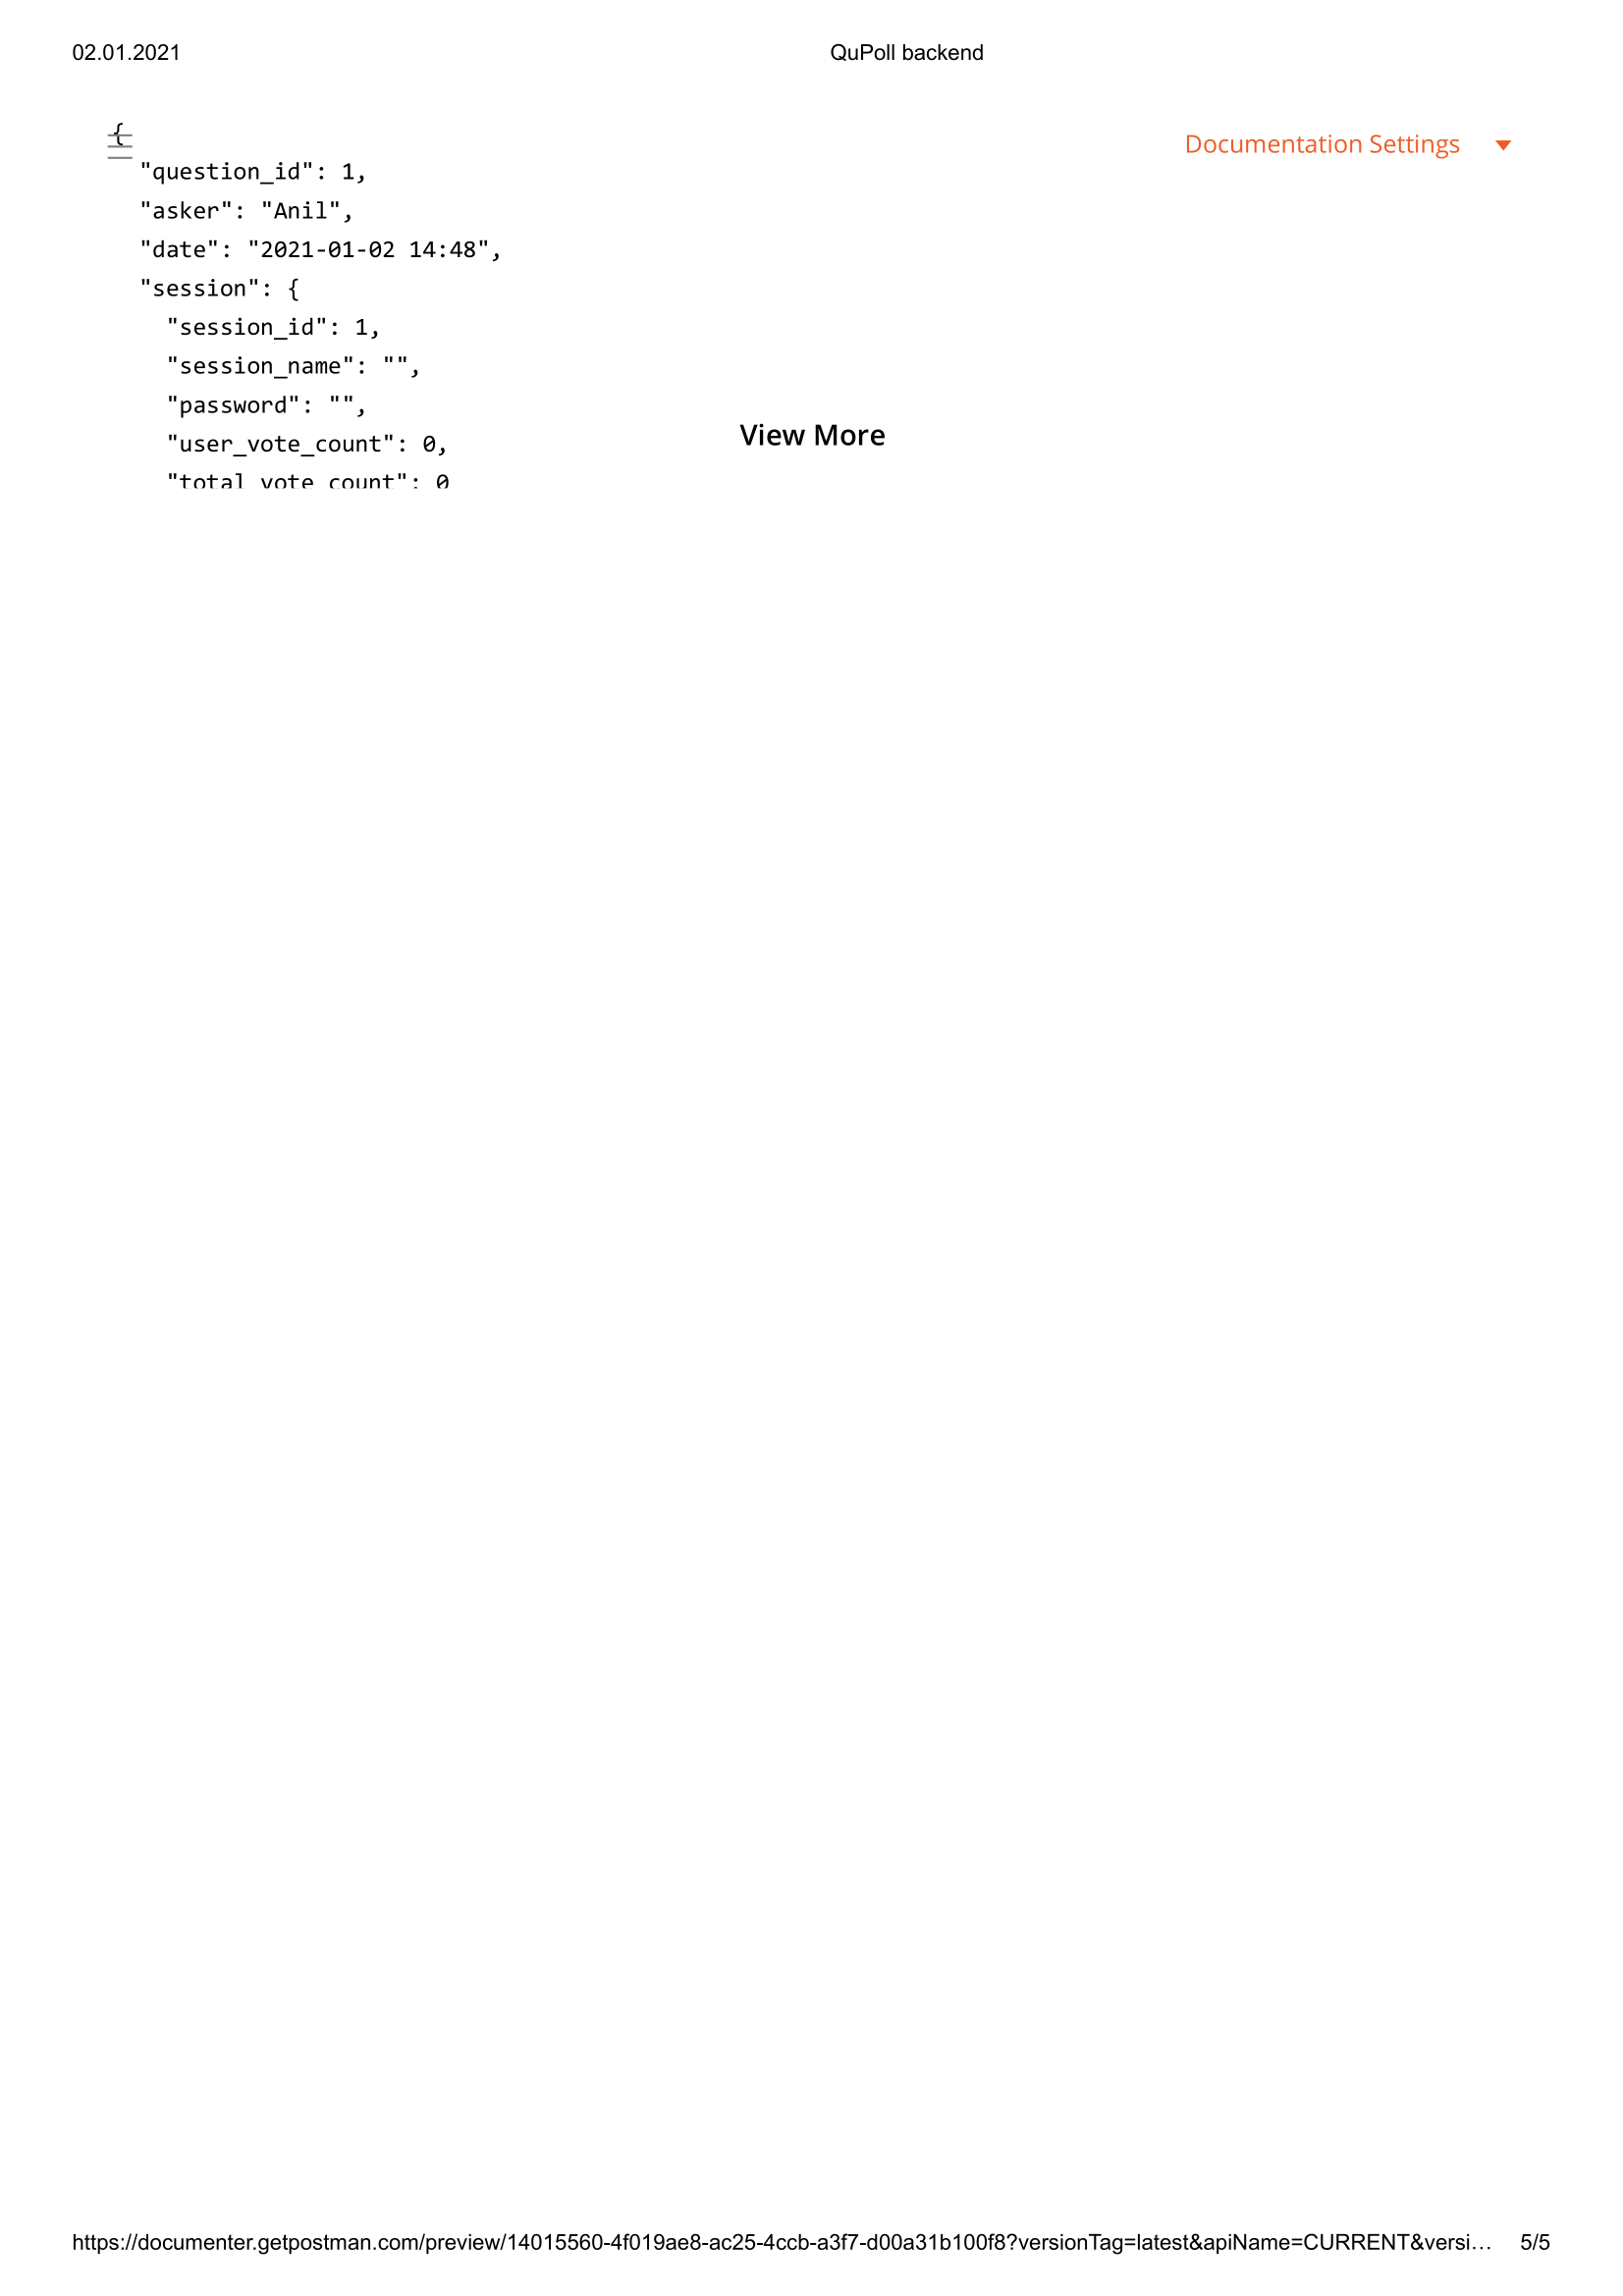 02.01.2021 QuPoll backend
{
Documentation Settings
"question_id": 1,
"asker": "Anil",
"date": "2021-01-02 14:48",
"session": {
"session_id": 1,
"session_name": "",
"password": "",
"user_vote_count": 0,
View More
"total_vote_count": 0
https://documenter.getpostman.com/preview/14015560-4f019ae8-ac25-4ccb-a3f7-d00a31b100f8?versionTag=latest&apiName=CURRENT&versi… 5/5